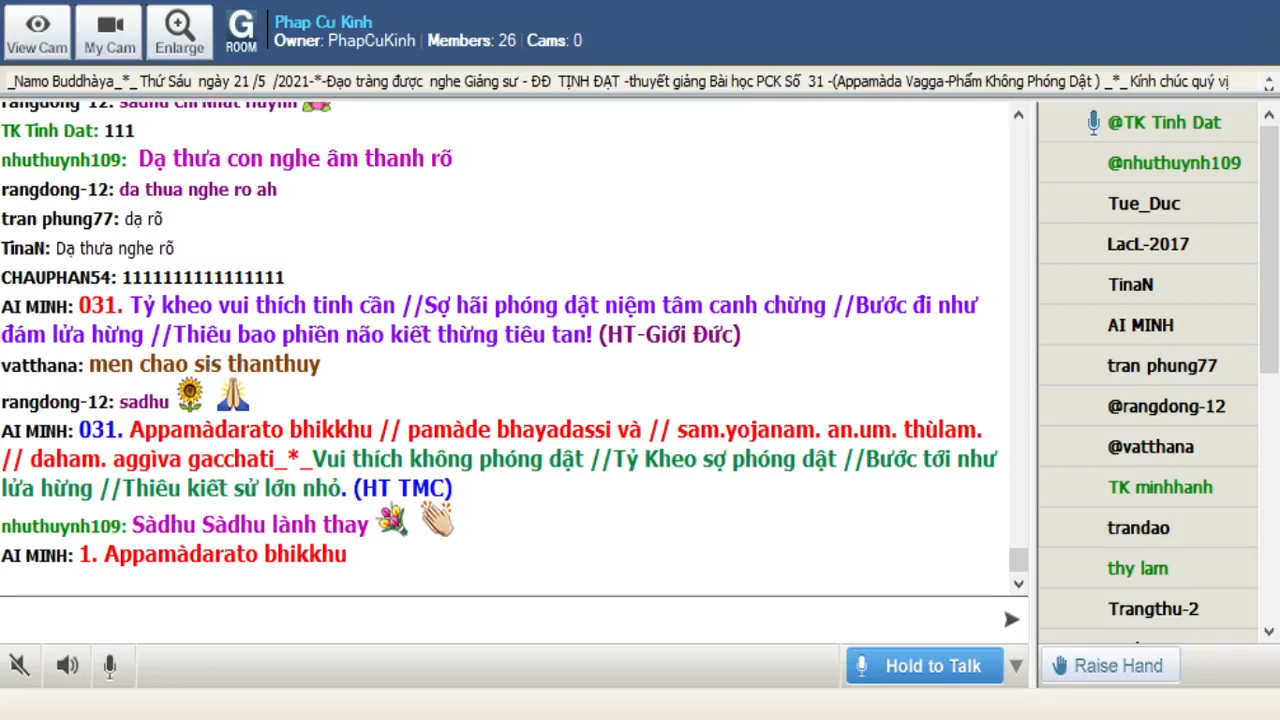 Phap Cu Kinh
Owner: PhapCuKinh | Members: 26 | Cams: 0
View Cam
My Cam
Enlarge
G
ROOM
_Namo Buddhàya_*_ Thứ Sáu ngày 21 /5 /2021-*-Đạo tràng được nghe Giảng sư - ĐĐ TỊNH ĐẠT -thuyết giảng Bài học PCK Số 31 -(Appamàda Vagga-Phẩm Không Phóng Dật ) _*_ Kính chúc quý vị
rangdong-12: sadhu chi Nhut Huynh
TK Tinh Dat: 111
nhuthuynh109: Dạ thưa con nghe âm thanh rõ
rangdong-12: da thua nghe ro ah
tran phung77: dạ rõ
TinaN: Dạ thưa nghe rõ
CHAUPHAN54: 1111111111111111
AI MINH: 031. Tỷ kheo vui thích tinh cần //Sợ hãi phóng dật niệm tâm canh chừng //Bước đi như
đám lửa hừng //Thiêu bao phiền não kiết thừng tiêu tan! (HT-Giới Đức)
vatthana: men chao sis thanthuy
rangdong-12: sadhu
AI MINH: 031. Appamàdarato bhikkhu // pamàde bhayadassi và // sam.yojanam. an.um. thùlam.
// daham. aggìva gacchati_*_Vui thích không phóng dật //Tỷ Kheo sợ phóng dật //Bước tới như
lửa hừng //Thiêu kiết sử lớn nhỏ. (HT TMC)
nhuthuynh109: Sàdhu Sàdhu lành thay
AI MINH: 1. Appamàdarato bhikkhu
@TK Tinh Dat
@nhuthuynh109
Tue_Duc
LacL-2017
TinaN
AI MINH
tran phung77
@rangdong-12
@vatthana
TK minhhanh
trandao
thy lam
Trangthu-2
Hold to Talk
Raise Hand